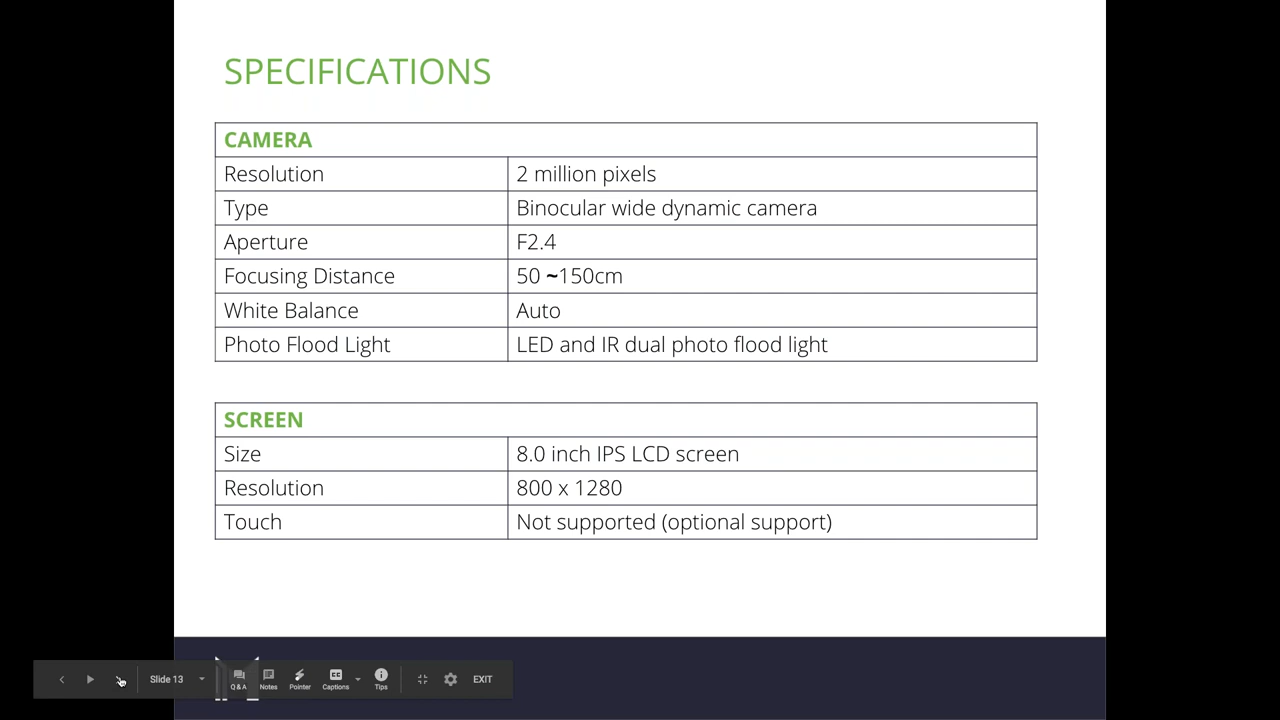 SPECIFICATIONS
CAMERA
Resolution 2 million pixels
Type Binocular wide dynamic camera
Aperture F2.4
Focusing Distance 50 ~150cm
White Balance Auto
Photo Flood Light LED and IR dual photo flood light
SCREEN
Size 8.0 inch IPS LCD screen
Resolution 800 x 1280
Touch Not supported (optional support)
Slide 13 Q & A Notes Pointer Captions Tips EXIT